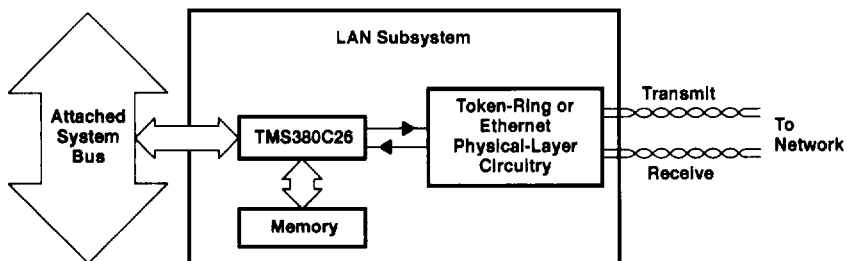 LAN Subsystem
Attached
System
Bus
TMS380C26
Memory
Token-Ring or
Ethernet
Physical-Layer
Circuitry
Transmit
To
Network
Receive